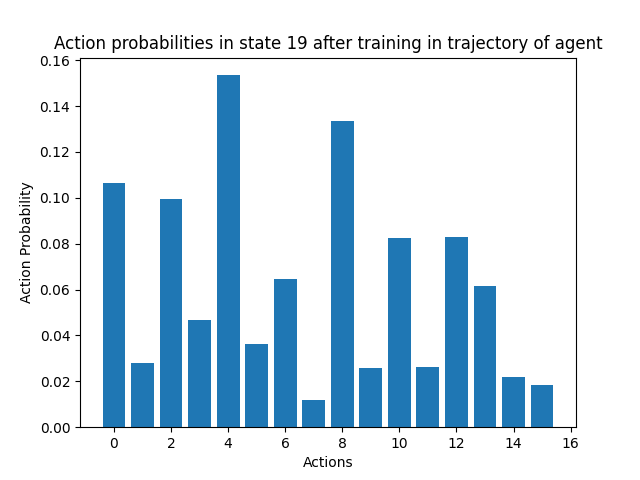 Action probabilities in state 19 after training in trajectory of agent
0.16
0.14
0.12
0.10
0.08
0.06
0.04
0.02
0.00
Action Probability
0 2 4 6 8 10 12 14 16
Actions